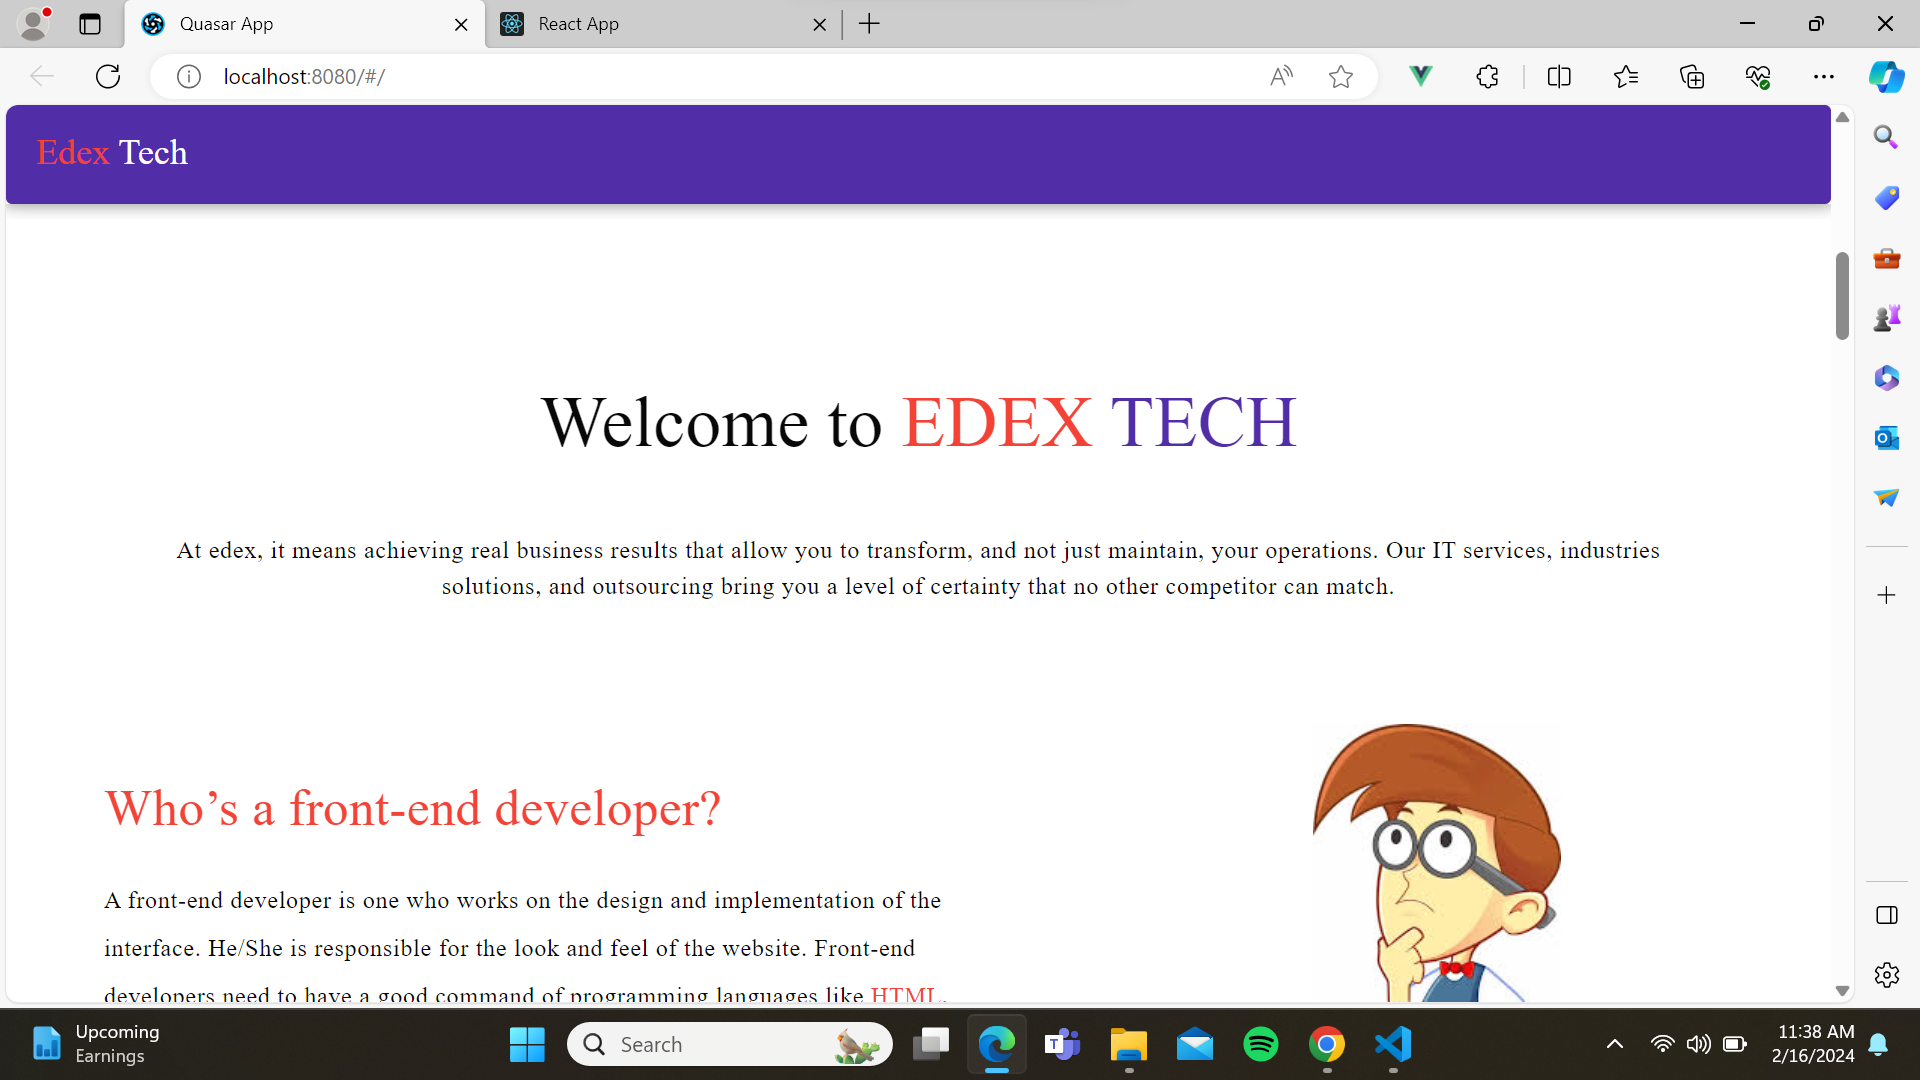 Quasar App
React App
localhost:8080/#/
Edex Tech
Welcome to EDEX TECH
At edex, it means achieving real business results that allow you to transform, and not just maintain, your operations. Our IT services, industries
solutions, and outsourcing bring you a level of certainty that no other competitor can match.
Who’s a front-end developer?
A front-end developer is one who works on the design and implementation of the
interface. He/She is responsible for the look and feel of the website. Front-end
developers need to have a good command of programming languages like HTML,
Upcoming
Earnings
Search
11:38 AM
2/16/2024